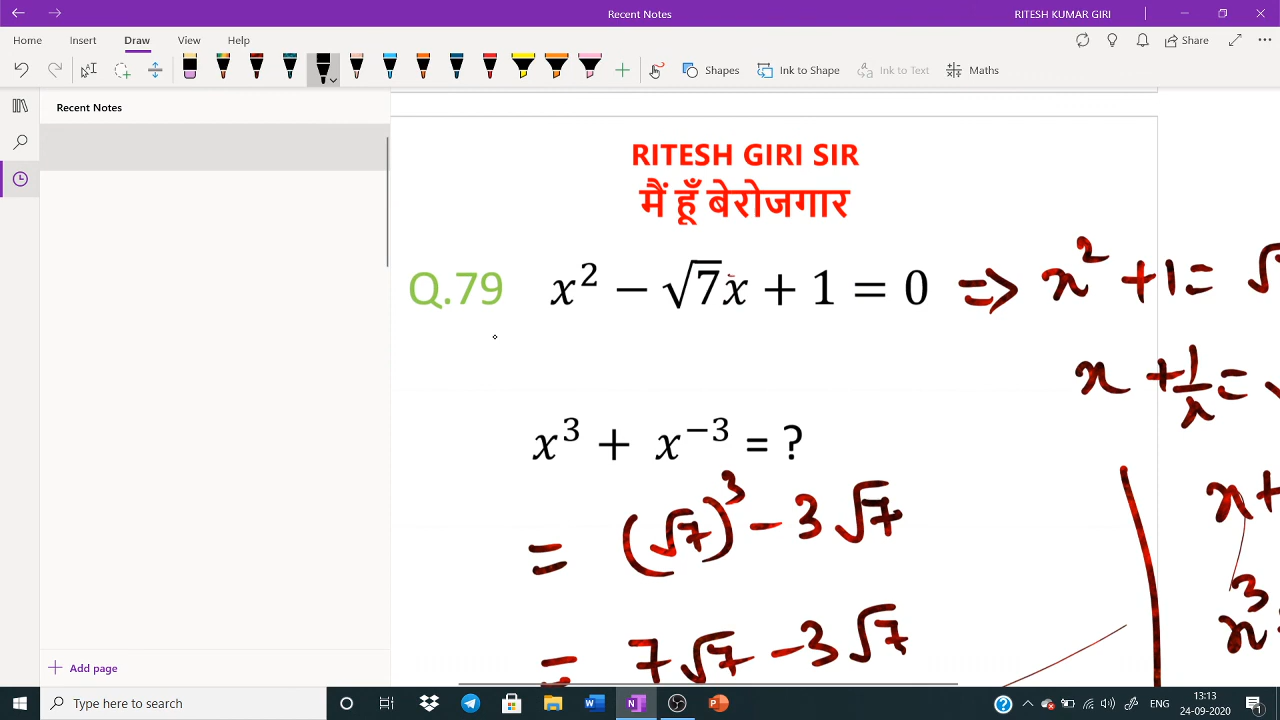 Recent Notes
RITESH KUMAR GIRI
Home Insert Draw View Help
Share
Shapes Ink to Shape Ink to Text Maths
Recent Notes
RITESH GIRI SIR
मैं हूँ बेरोजगार
Q.79 x² − √7x + 1 = 0 => x² + 1 = √
x + 1/x = √
x³ + x⁻³ = ?
x +
= (√7)³ − 3√7
x³
= 7√7 − 3√7
Add page
Type here to search
ENG
13:13
24-09-2020
1